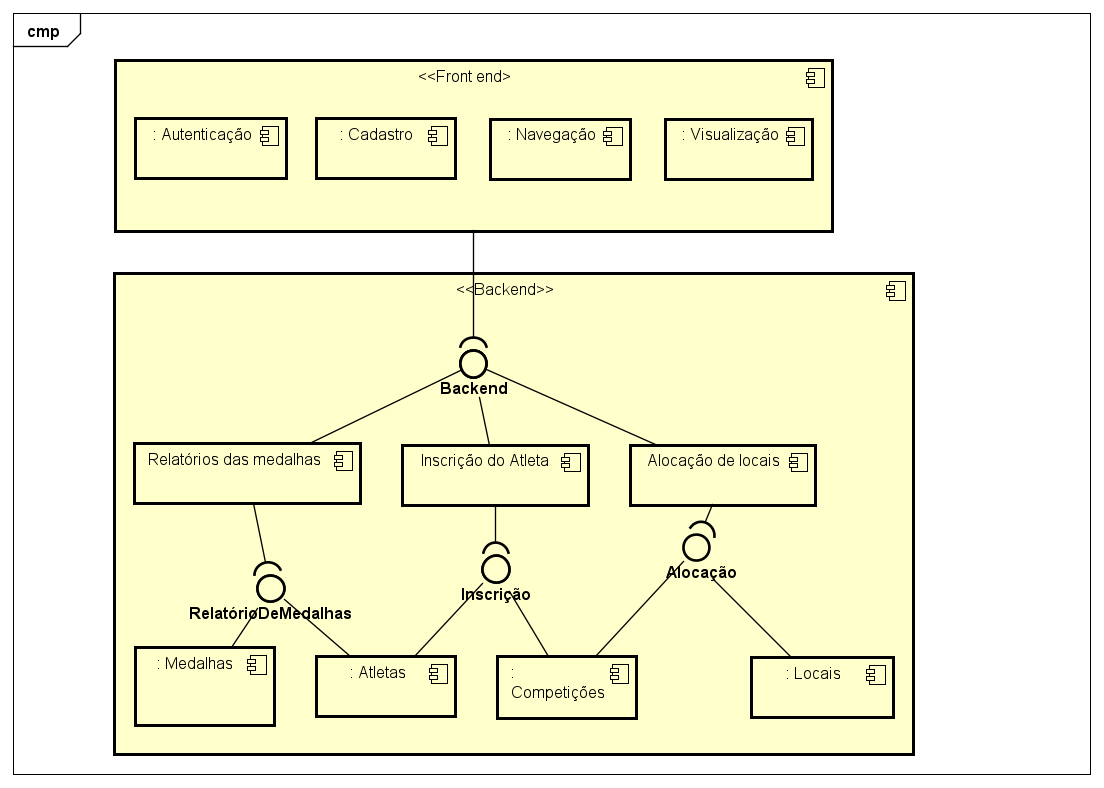 cmp
<<Front end>
: Autenticação
: Cadastro
: Navegação
: Visualização
<<Backend>>
Backend
Relatórios das medalhas
Inscrição do Atleta
Alocação de locais
Alocação
Inscrição
RelatórioDeMedalhas
: Medalhas
: Atletas
:
Competições
: Locais